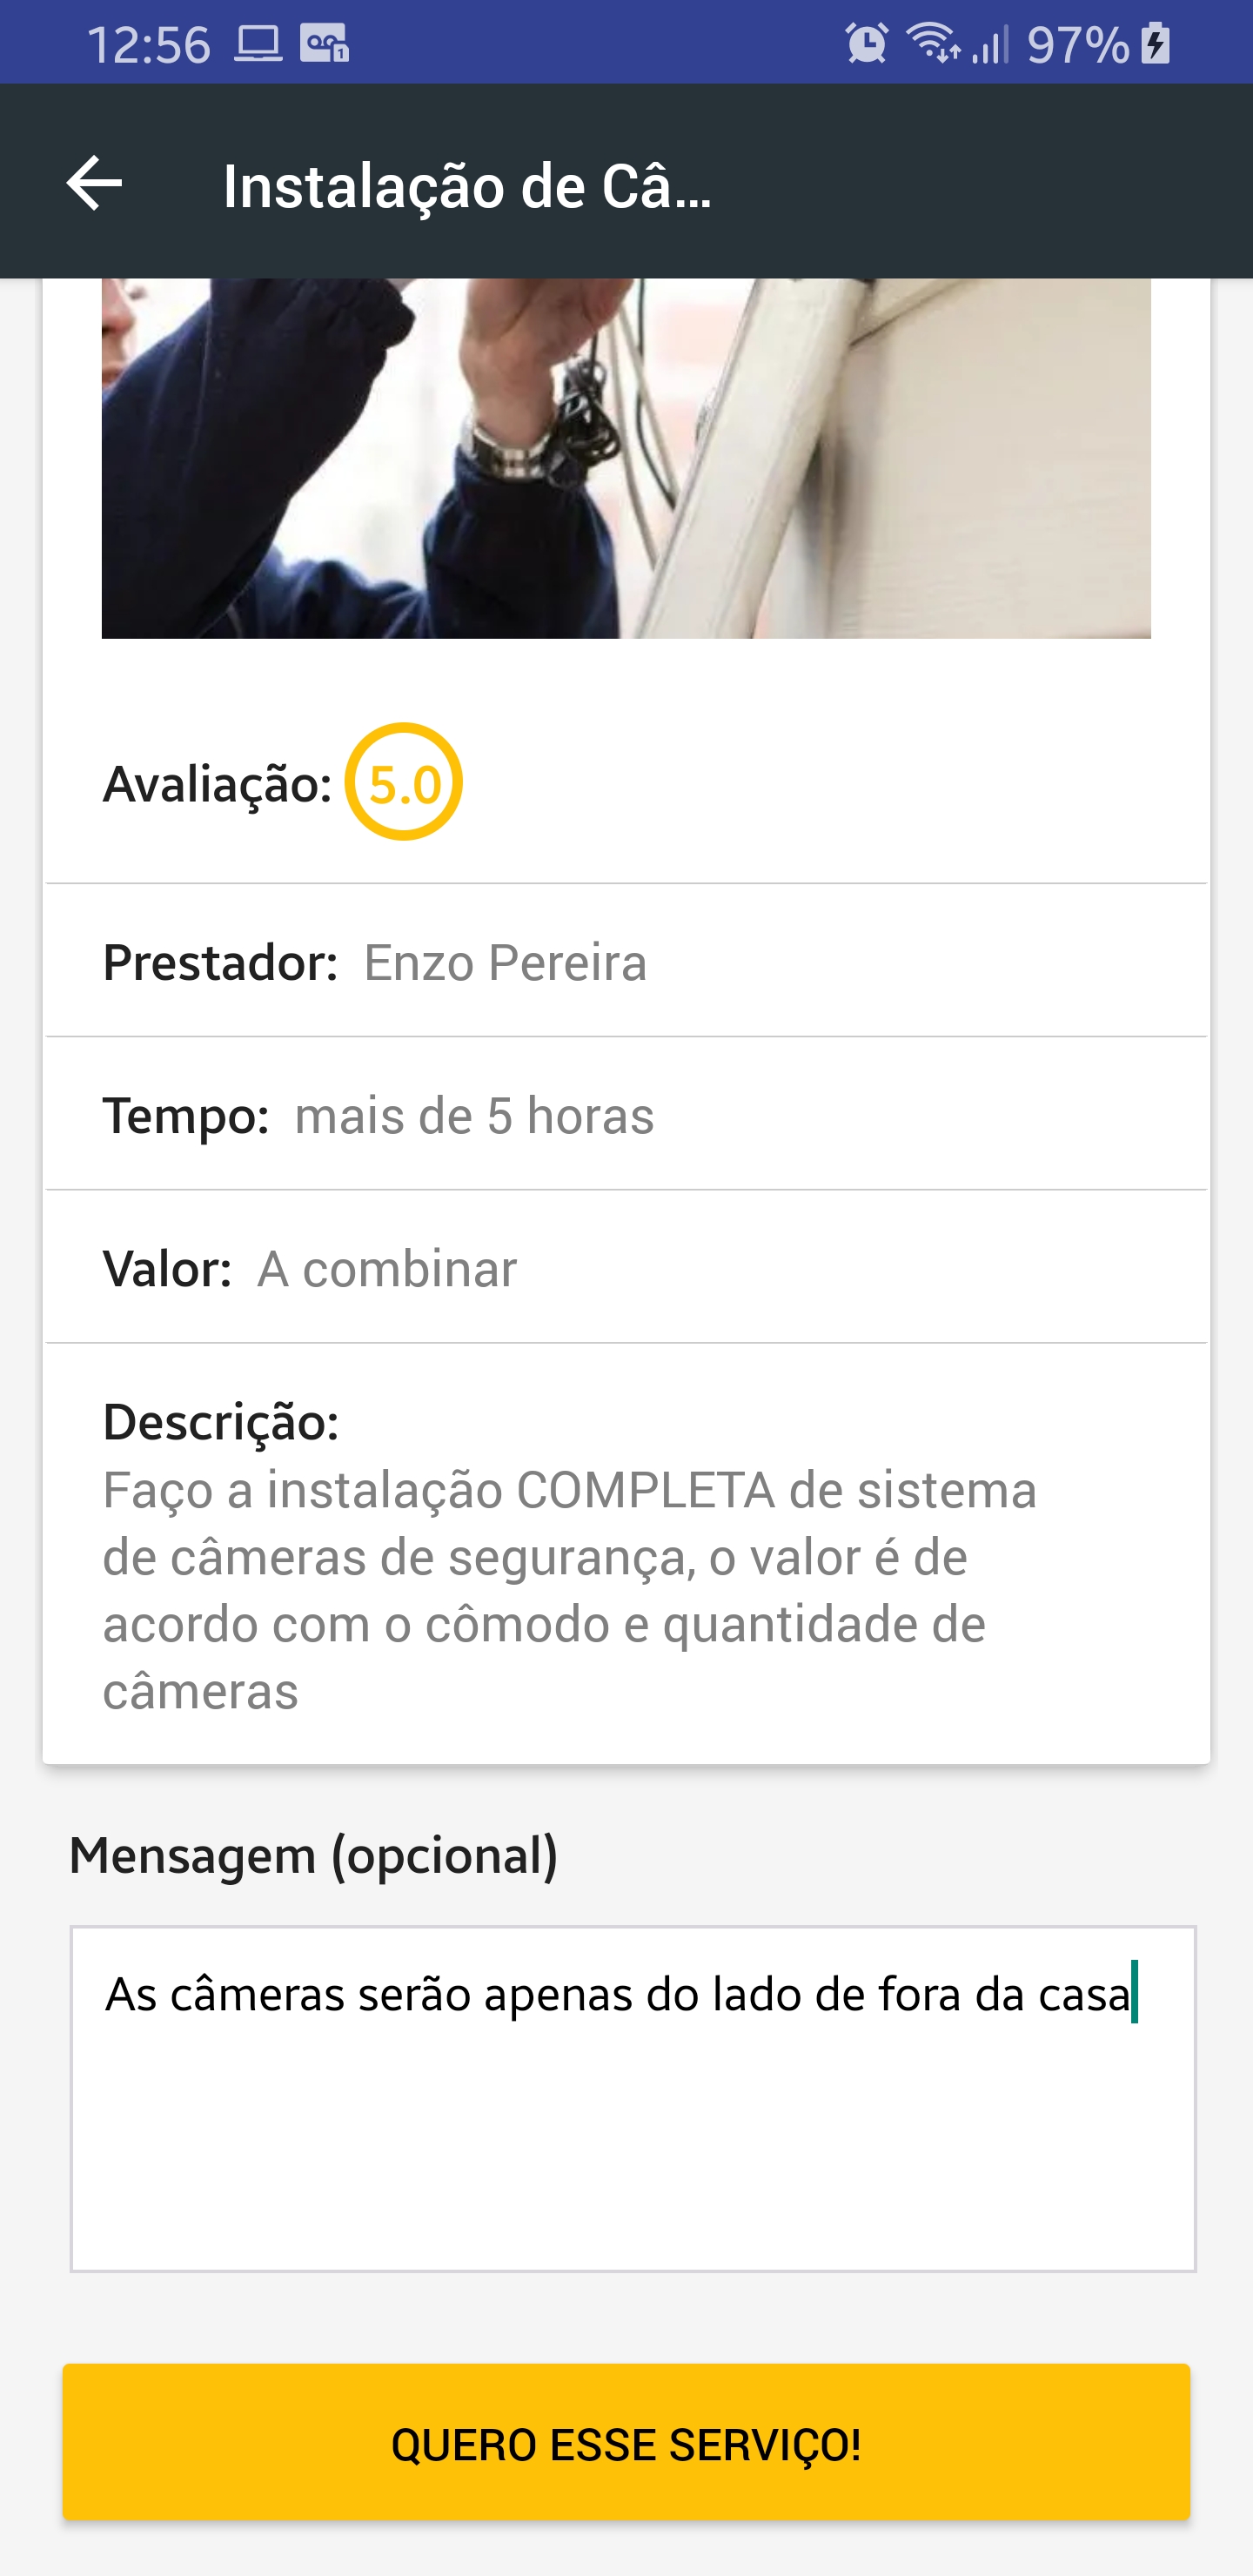 12:56
1
97%
Instalação de Câ...
Avaliação: 5.0
Prestador: Enzo Pereira
Tempo: mais de 5 horas
Valor: A combinar
Descrição:
Faço a instalação COMPLETA de sistema
de câmeras de segurança, o valor é de
acordo com o cômodo e quantidade de
câmeras
Mensagem (opcional)
As câmeras serão apenas do lado de fora da casa
QUERO ESSE SERVIÇO!